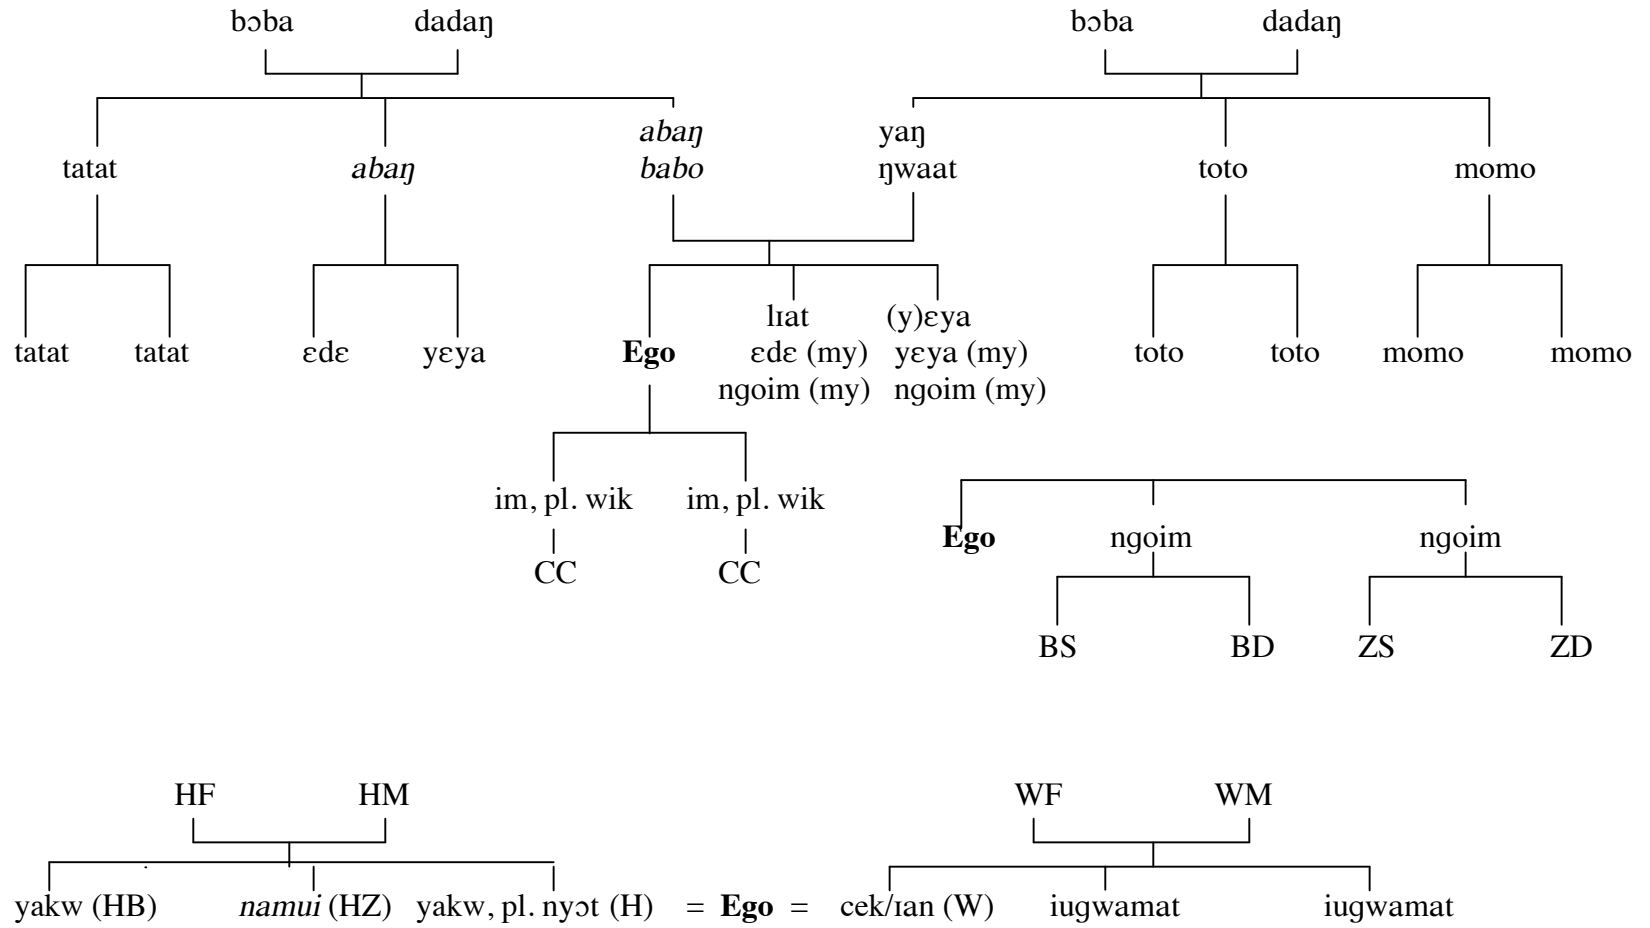 bɔba dadaŋ bɔba dadaŋ
abaŋ yaŋ
tatat abaŋ babo ŋwaat toto momo
lɪat (y)ɛya
tatat tatat ɛdɛ yɛya Ego ɛdɛ (my) yɛya (my) toto toto momo momo
ngoim (my) ngoim (my)
im, pl. wik im, pl. wik
Ego ngoim ngoim
CC CC
BS BD ZS ZD
HF HM WF WM
yakw (HB) namui (HZ) yakw, pl. nyɔt (H) = Ego = cek/ɪan (W) iugwamat iugwamat